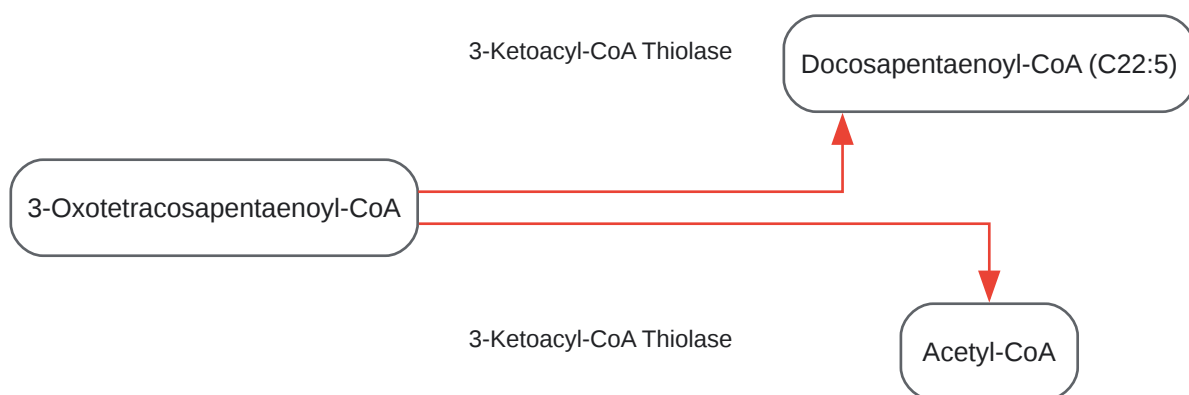 3-Ketoacyl-CoA Thiolase
Docosapentaenoyl-CoA (C22:5)
3-Oxotetracosapentaenoyl-CoA
3-Ketoacyl-CoA Thiolase
Acetyl-CoA